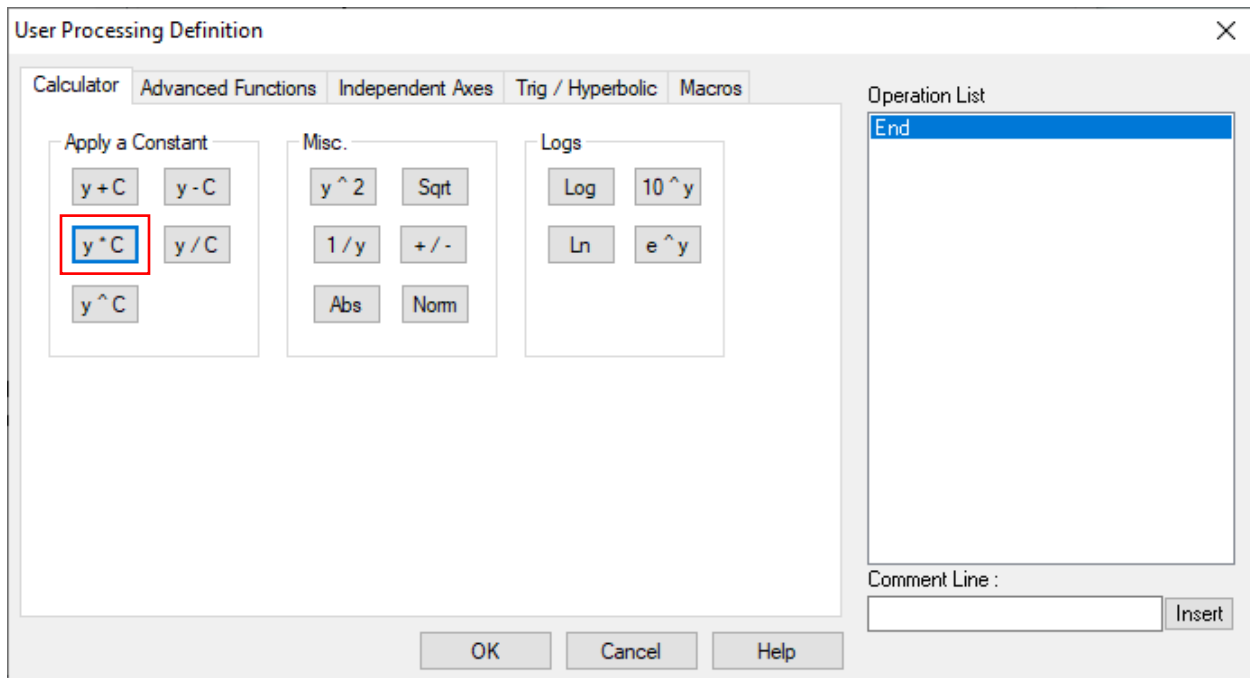 User Processing Definition
Calculator Advanced Functions Independent Axes Trig / Hyperbolic Macros
Operation List
End
Apply a Constant Misc. Logs
y + C y - C y ^ 2 Sqrt Log 10 ^ y
y * C y / C 1 / y + / - Ln e ^ y
y ^ C Abs Norm
Comment Line :
Insert
OK Cancel Help